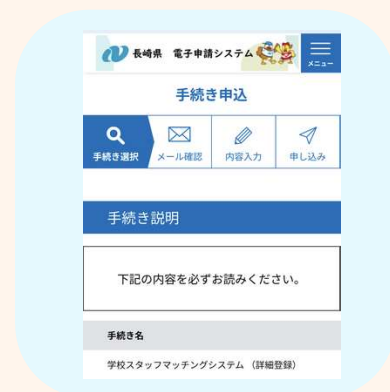 長崎県 電子申請システム
メニュー
手続き申込
手続き選択 メール確認 内容入力 申し込み
手続き説明
下記の内容を必ずお読みください。
手続き名
学校スタッフマッチングシステム （詳細登録）